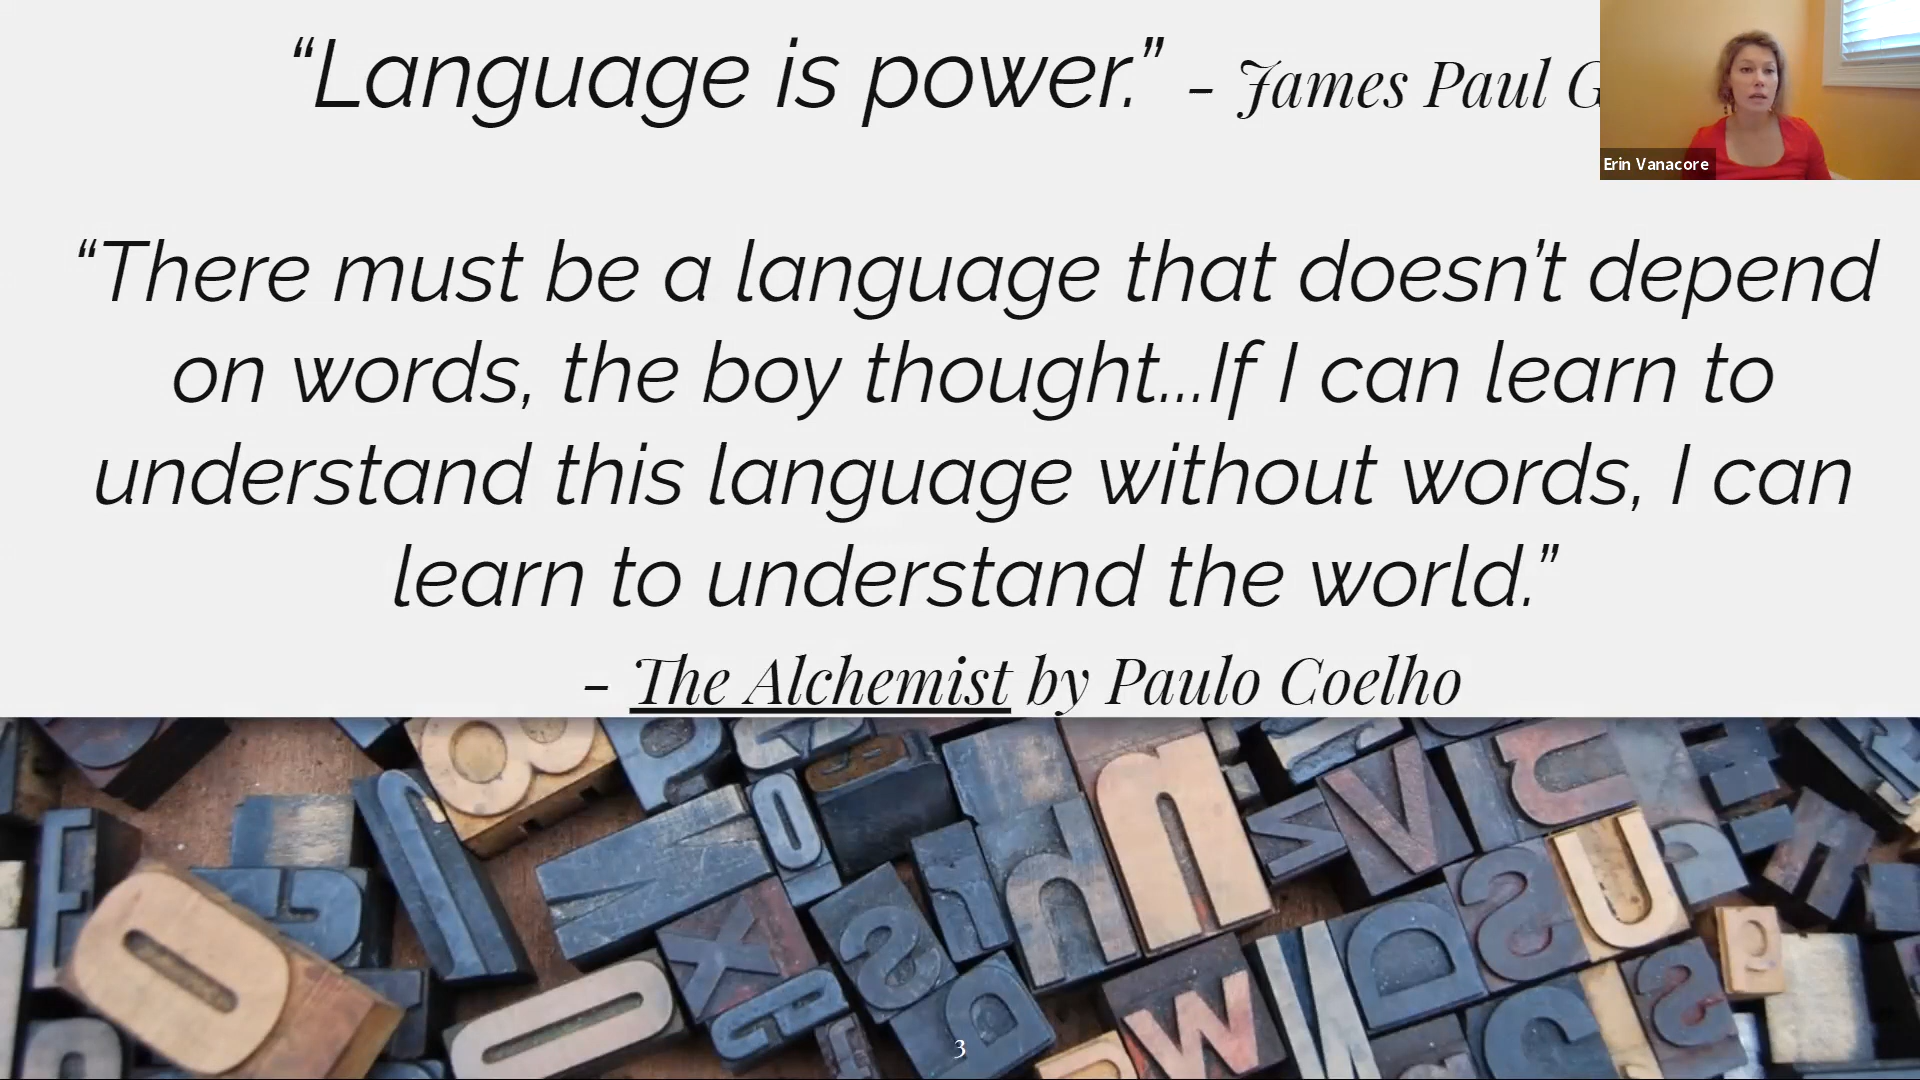 “Language is power.” – James Paul G
Erin Vanacore
“There must be a language that doesn’t depend
on words, the boy thought...If I can learn to
understand this language without words, I can
learn to understand the world.”
– The Alchemist by Paulo Coelho
3